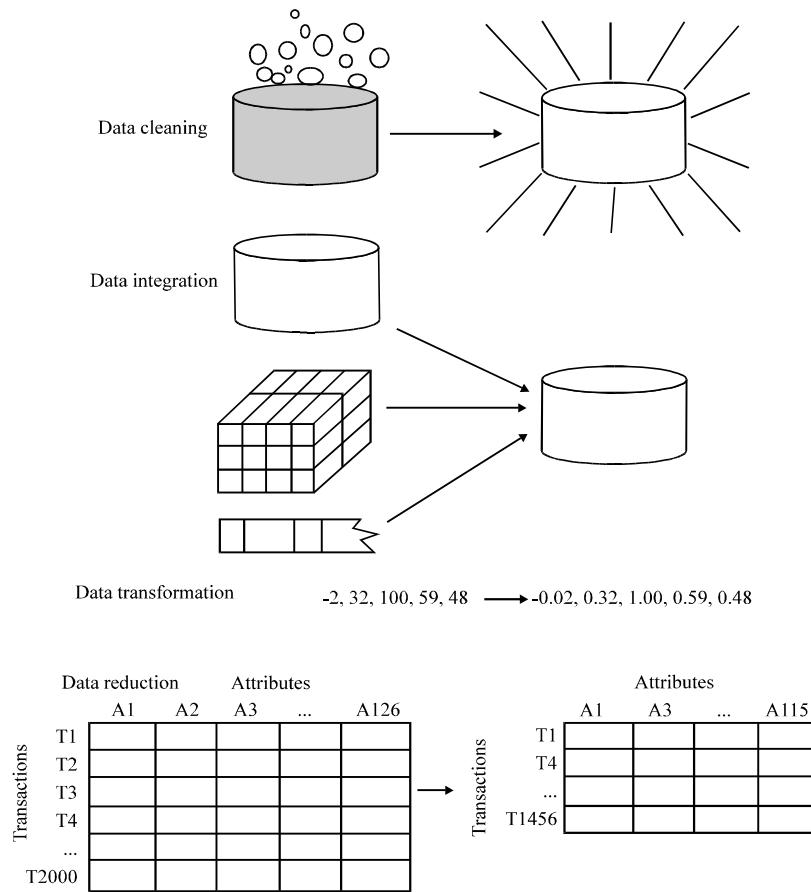 Data cleaning
Data integration
Data transformation
-2, 32, 100, 59, 48
-0.02, 0.32, 1.00, 0.59, 0.48
Data reduction
Attributes
A1 A2 A3 ... A126
Transactions
T1
T2
T3
T4
...
T2000
Attributes
A1 A3 ... A115
Transactions
T1
T4
...
T1456